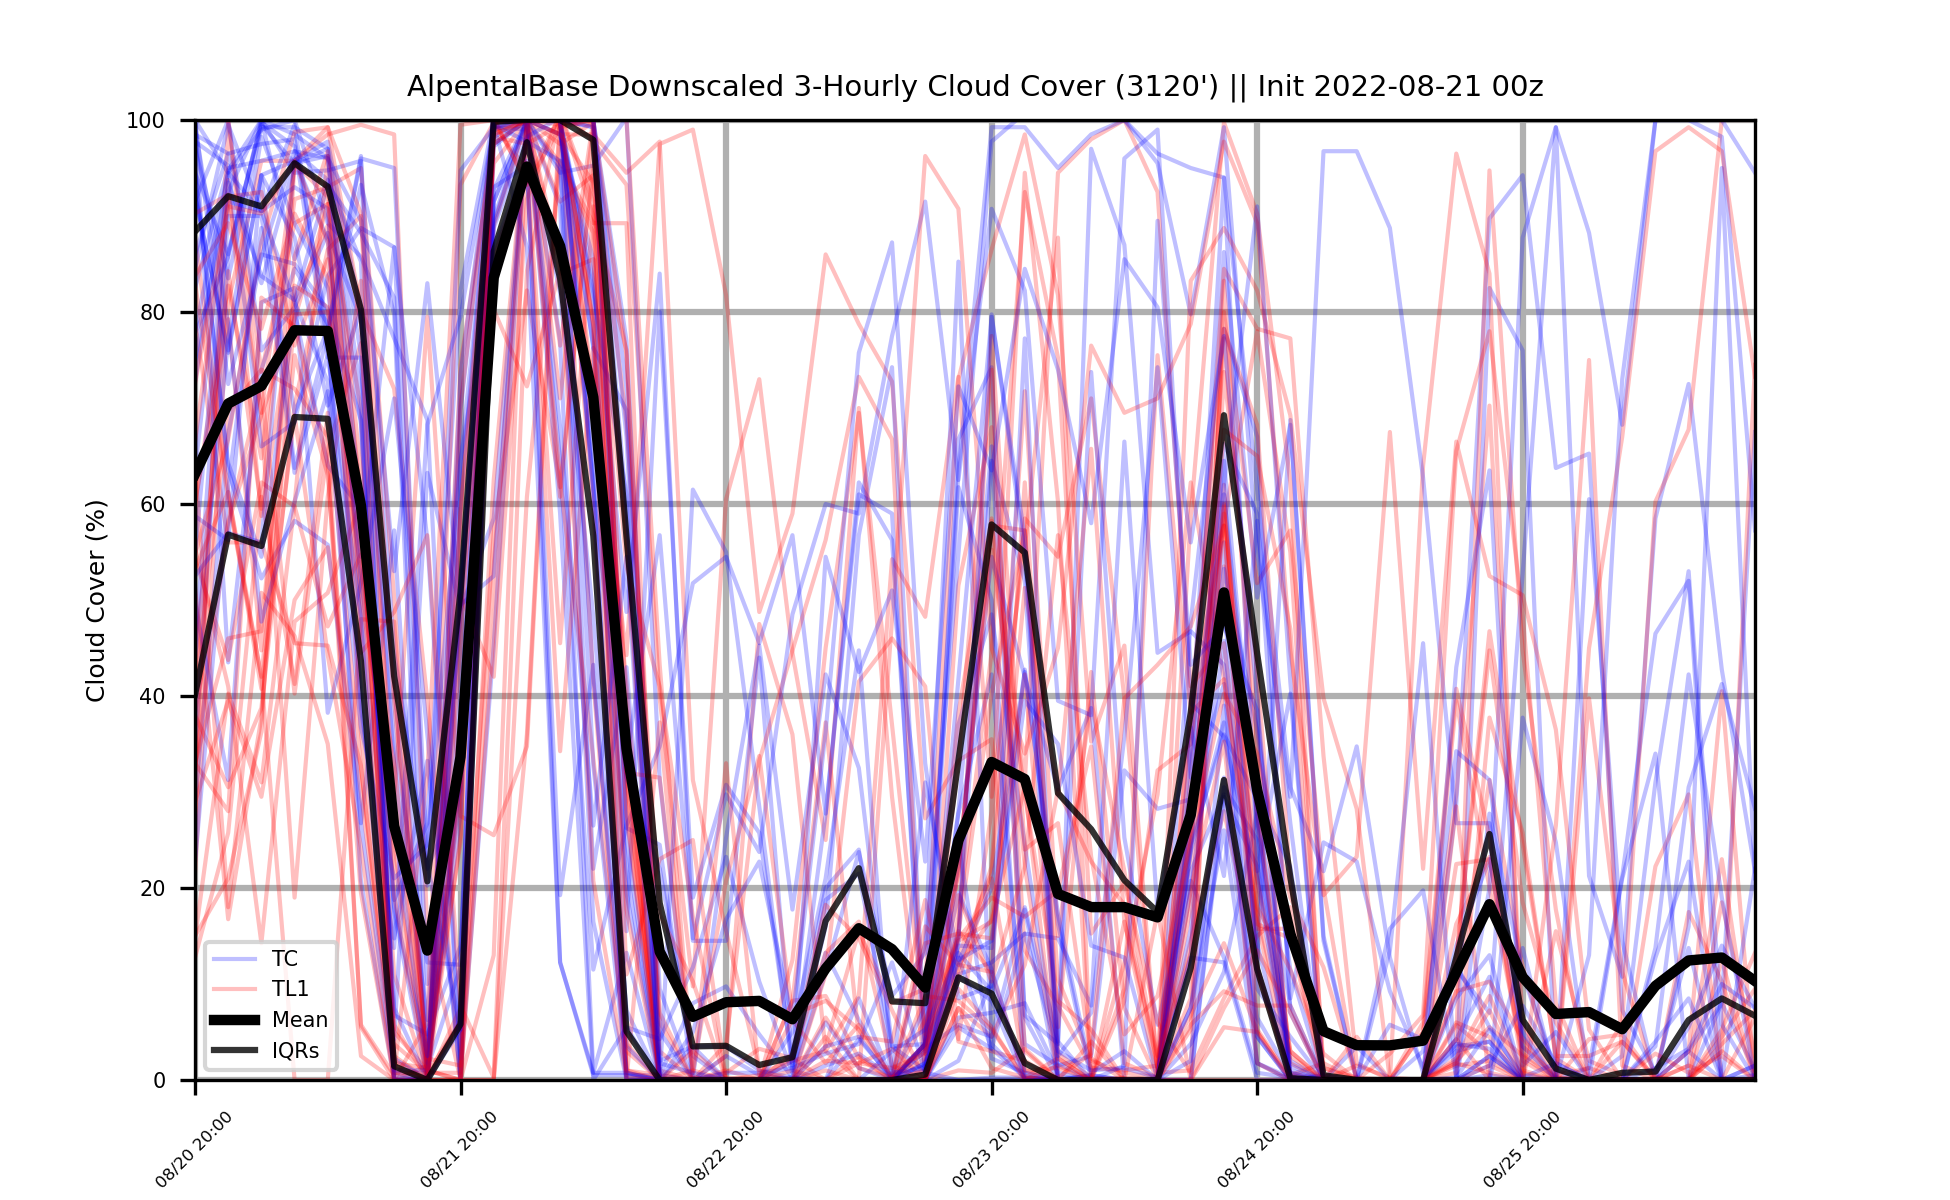 AlpentalBase Downscaled 3-Hourly Cloud Cover (3120') || Init 2022-08-21 00z
Cloud Cover (%)
100
80
60
40
20
0
TC
TL1
Mean
IQRs
08/20 20:00
08/21 20:00
08/22 20:00
08/23 20:00
08/24 20:00
08/25 20:00